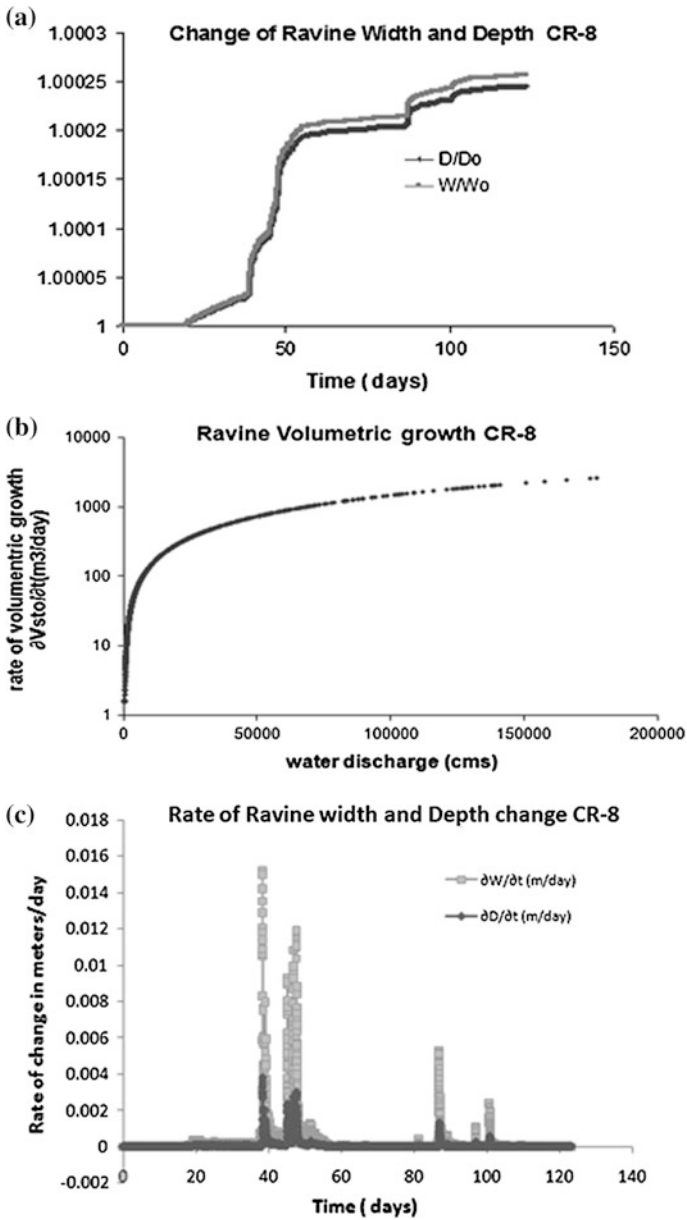 (a)
Change of Ravine Width and Depth CR-8
1.0003
1.00025
1.0002
1.00015
1.0001
1.00005
1
D/Do
W/Wo
0
50
100
150
Time ( days)
(b)
Ravine Volumetric growth CR-8
10000
1000
100
10
1
rate of volumentric growth
∂Vsto/∂t(m3/day)
0
50000
100000
150000
200000
water discharge (cms)
(c)
Rate of Ravine width and Depth change CR-8
0.018
0.016
0.014
0.012
0.01
0.008
0.006
0.004
0.002
0
-0.002
Rate of change in meters/day
∂W/∂t (m/day)
∂D/∂t (m/day)
0
20
40
60
80
100
120
140
Time ( days)